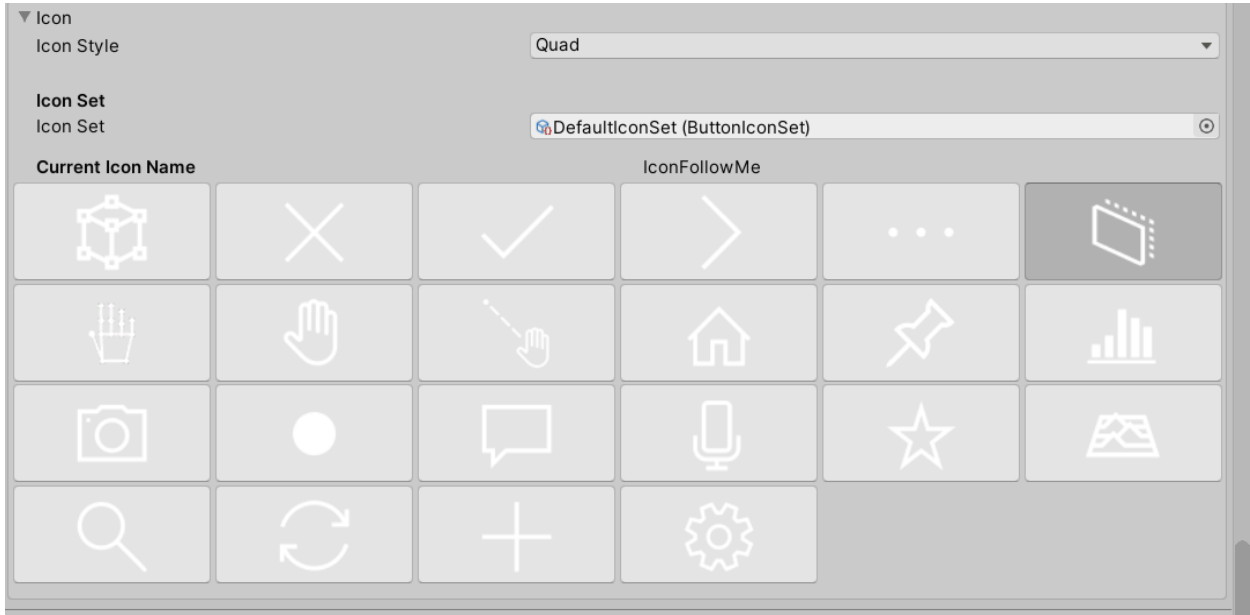 Icon
Icon Style Quad
Icon Set
Icon Set DefaultIconSet (ButtonIconSet)
Current Icon Name IconFollowMe